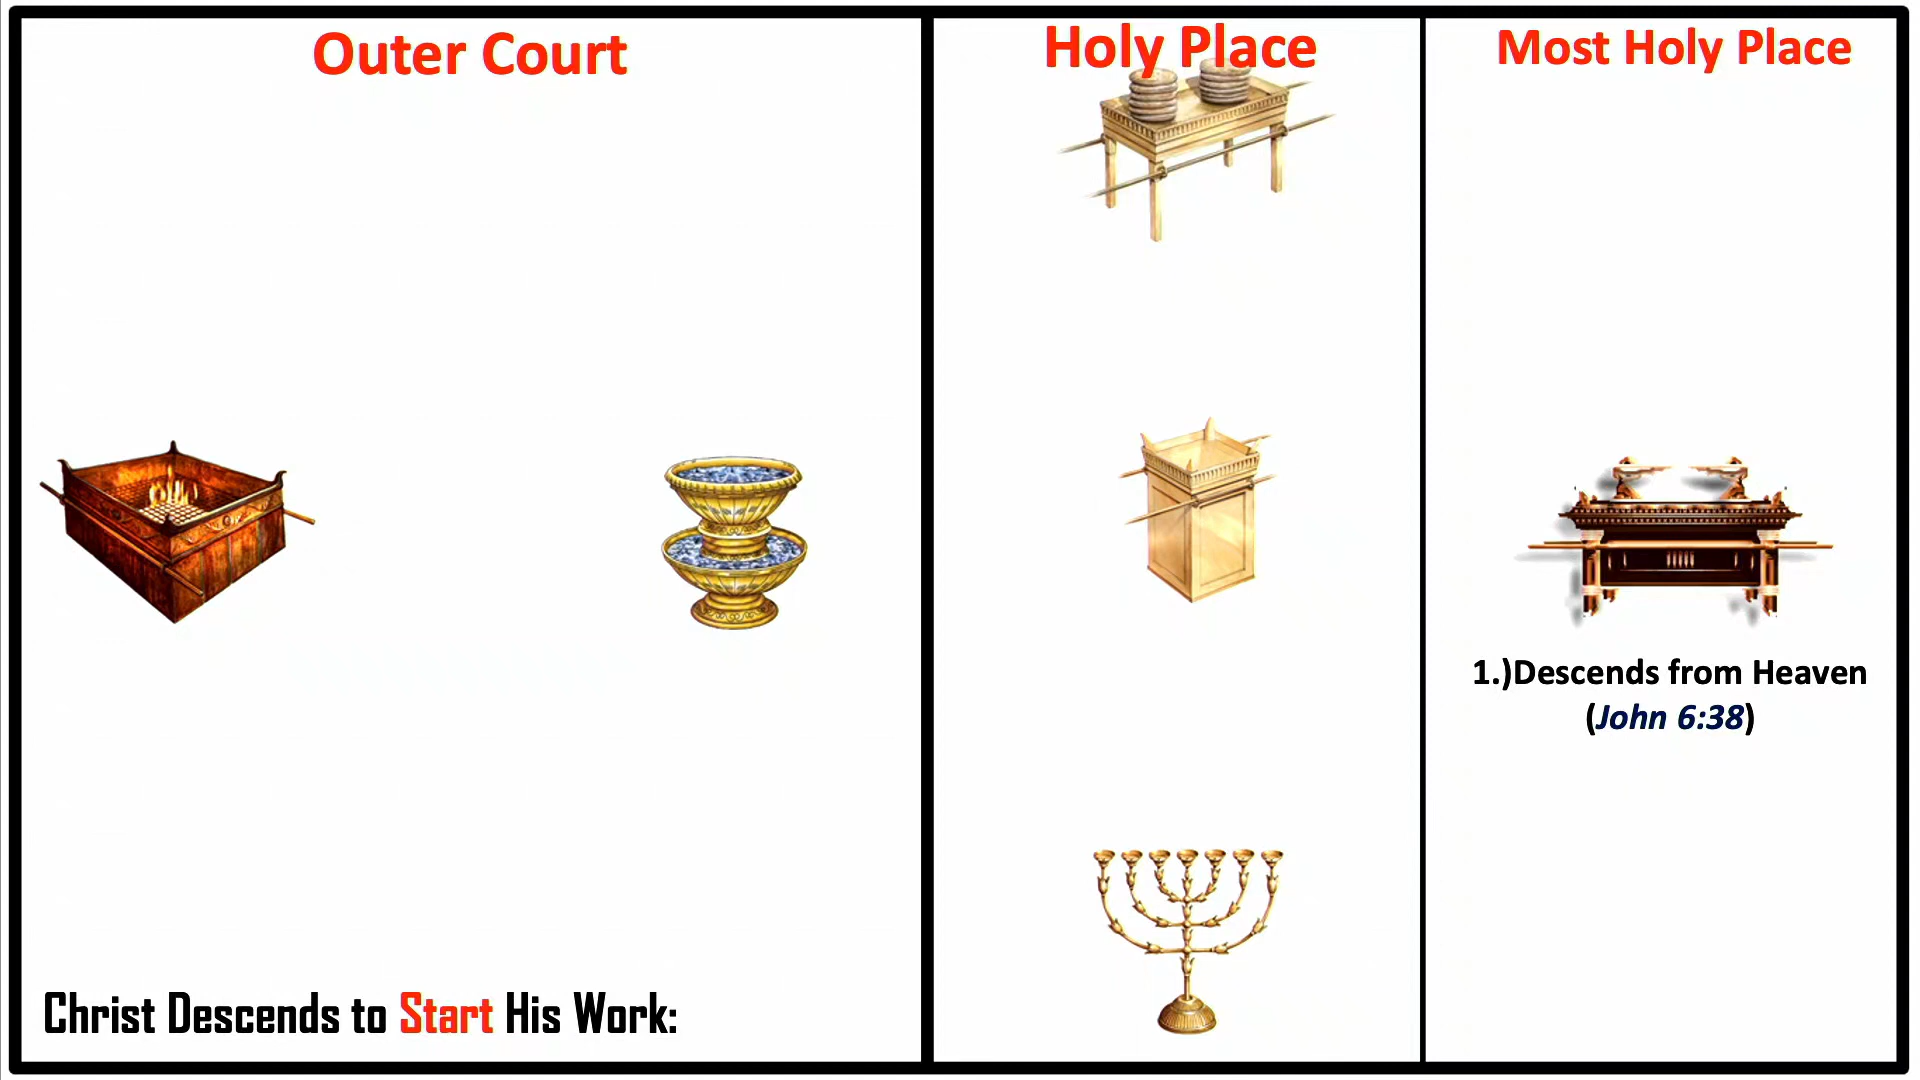 Outer Court
Holy Place
Most Holy Place
1.)Descends from Heaven
(John 6:38)
Christ Descends to Start His Work: